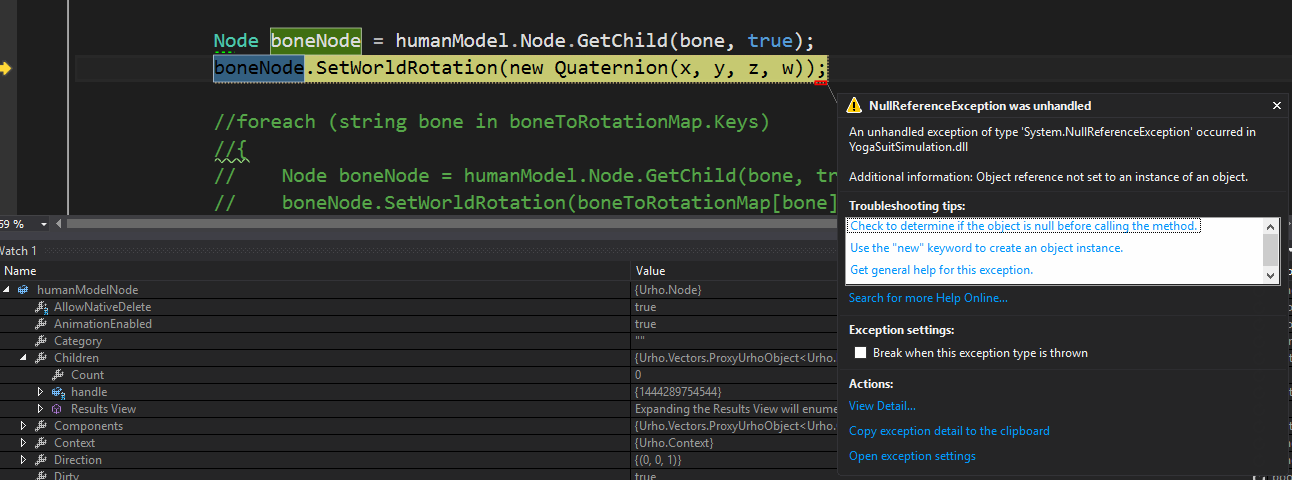 Node boneNode = humanModel.Node.GetChild(bone, true);
boneNode.SetWorldRotation(new Quaternion(x, y, z, w));
//foreach (string bone in boneToRotationMap.Keys)
//{
//    Node boneNode = humanModel.Node.GetChild(bone, tr
//    boneNode.SetWorldRotation(boneToRotationMap[bone]
NullReferenceException was unhandled
An unhandled exception of type 'System.NullReferenceException' occurred in
YogaSuitSimulation.dll
Additional information: Object reference not set to an instance of an object.
Troubleshooting tips:
Check to determine if the object is null before calling the method.
Use the "new" keyword to create an object instance.
Get general help for this exception.
Search for more Help Online...
Exception settings:
Break when this exception type is thrown
Actions:
View Detail...
Copy exception detail to the clipboard
Open exception settings
59 %
Watch 1
Name Value
humanModelNode {Urho.Node}
AllowNativeDelete true
AnimationEnabled true
Category ""
Children {Urho.Vectors.ProxyUrhoObject<Urho.
Count 0
handle {1444289754544}
Results View Expanding the Results View will enume
Components {Urho.Vectors.ProxyUrhoObject<Urho.
Context {Urho.Context}
Direction {(0, 0, 1)}
Dirty true